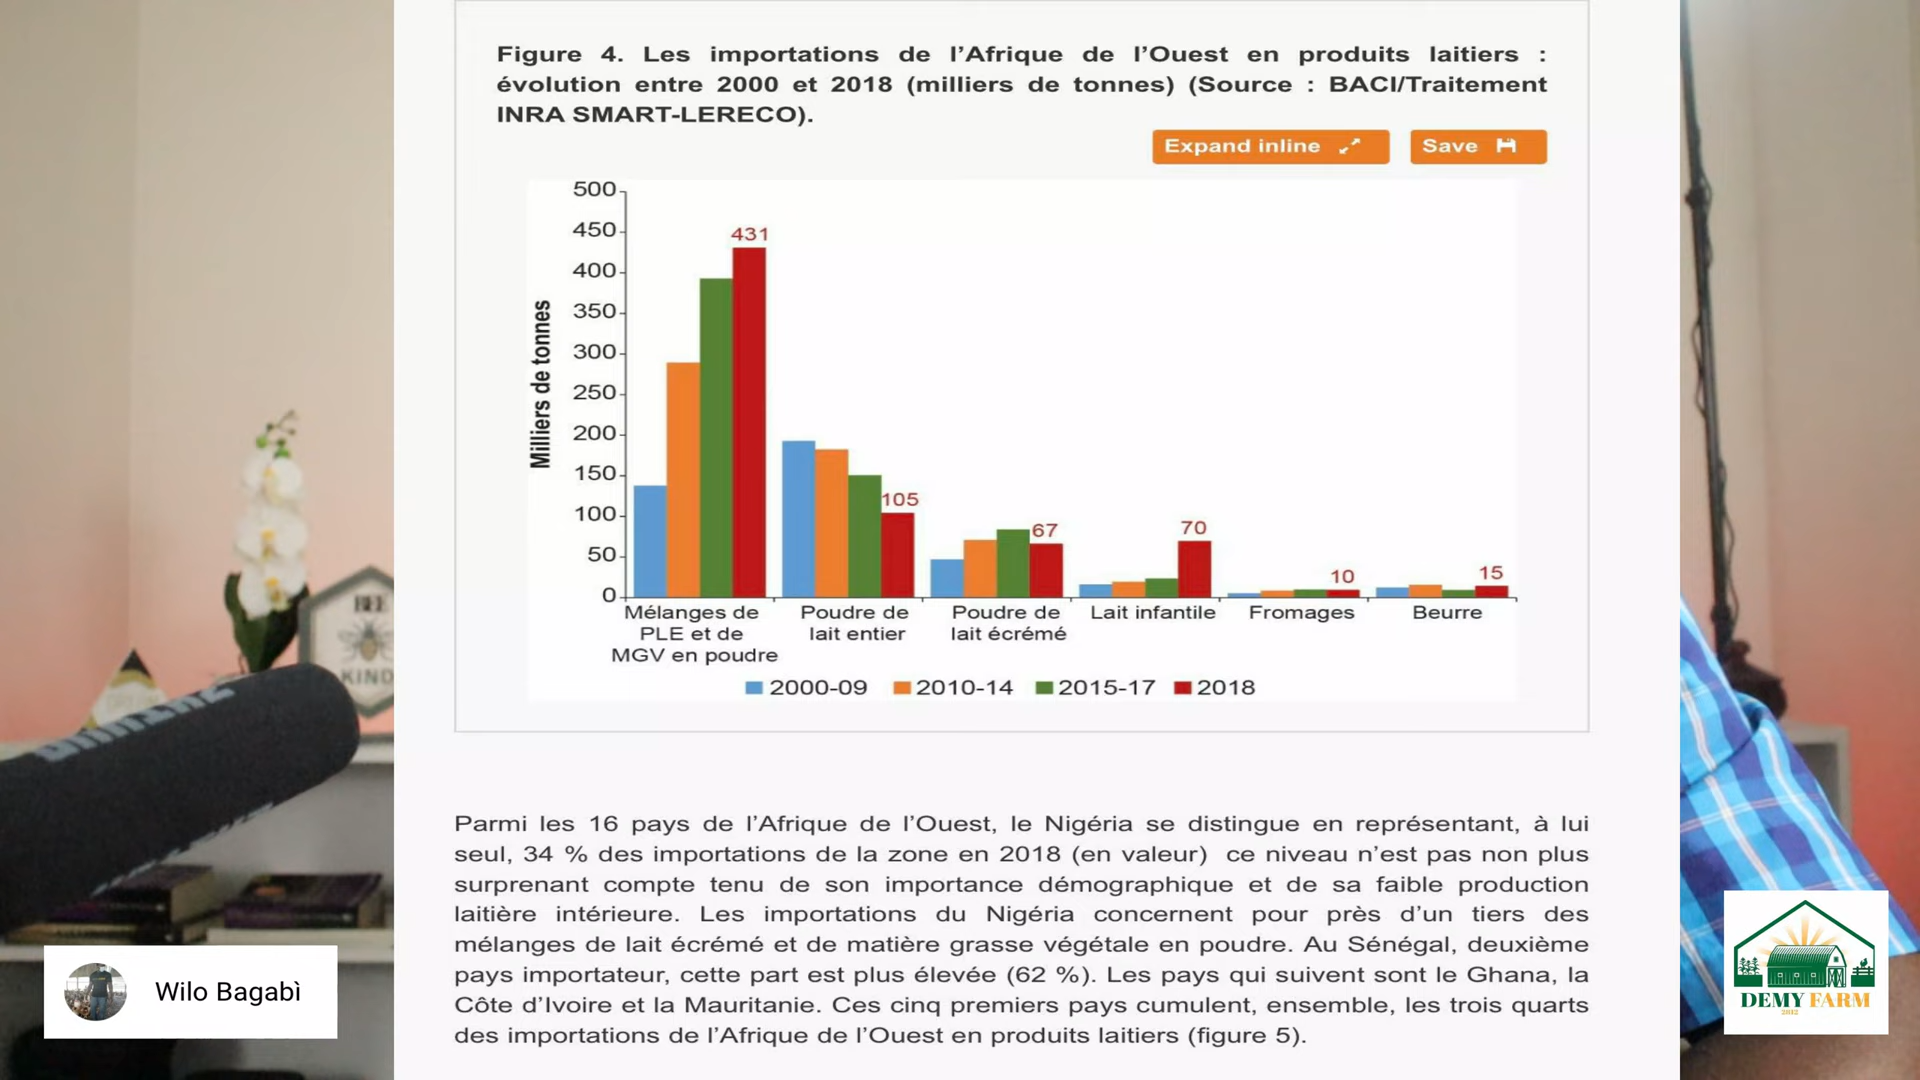 Figure 4. Les importations de l’Afrique de l’Ouest en produits laitiers :
évolution entre 2000 et 2018 (milliers de tonnes) (Source : BACI/Traitement
INRA SMART-LERECO).
Expand inline
Save
500
450
400
350
300
250
200
150
100
50
0
Milliers de tonnes
431
105
67
70
10
15
Mélanges de
PLE et de
MGV en poudre
Poudre de
lait entier
Poudre de
lait écrémé
Lait infantile
Fromages
Beurre
2000-09
2010-14
2015-17
2018
Parmi les 16 pays de l’Afrique de l’Ouest, le Nigéria se distingue en représentant, à lui
seul, 34 % des importations de la zone en 2018 (en valeur) ce niveau n’est pas non plus
surprenant compte tenu de son importance démographique et de sa faible production
laitière intérieure. Les importations du Nigéria concernent pour près d’un tiers des
mélanges de lait écrémé et de matière grasse végétale en poudre. Au Sénégal, deuxième
pays importateur, cette part est plus élevée (62 %). Les pays qui suivent sont le Ghana, la
Côte d’Ivoire et la Mauritanie. Ces cinq premiers pays cumulent, ensemble, les trois quarts
des importations de l’Afrique de l’Ouest en produits laitiers (figure 5).
BEE
KIND
Wilo Bagabì
DEMY FARM
2012